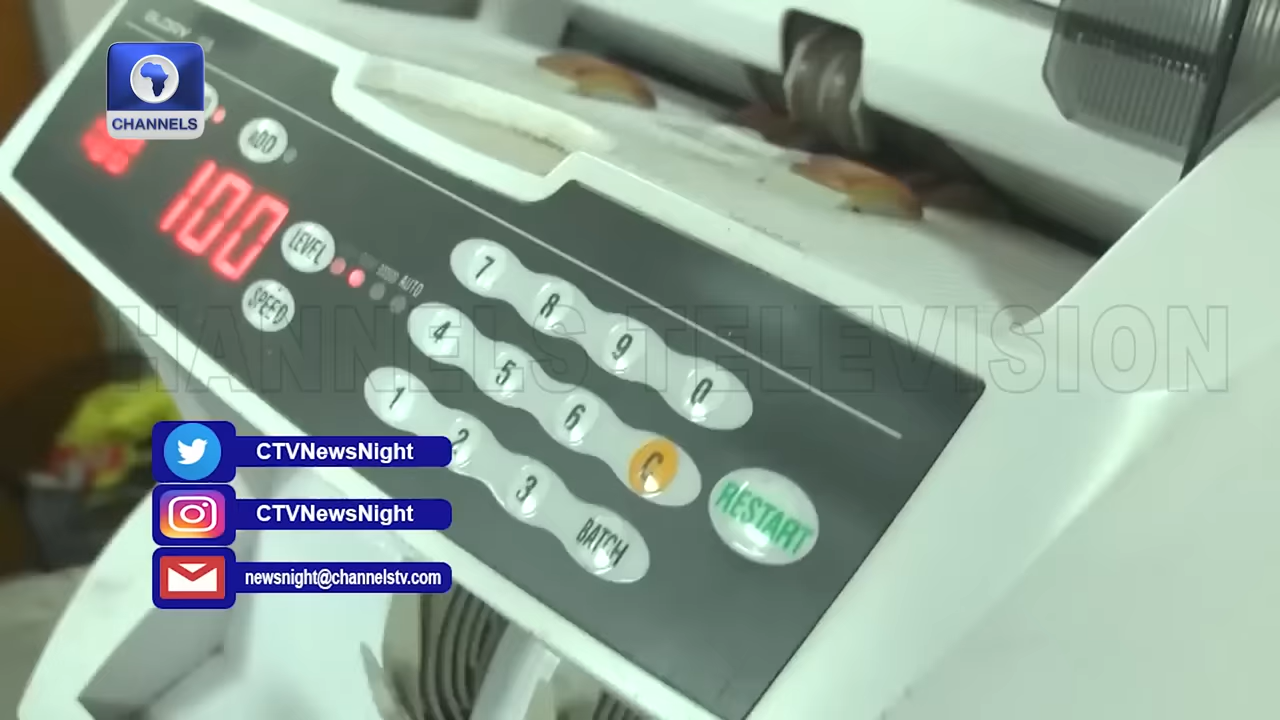 GLORY
CHANNELS
ADD
100
LEVEL
AUTO
SPEED
7
8
9
0
4
5
6
C
1
2
3
BATCH
RESTART
CHANNELS TELEVISION
CTVNewsNight
CTVNewsNight
newsnight@channelstv.com